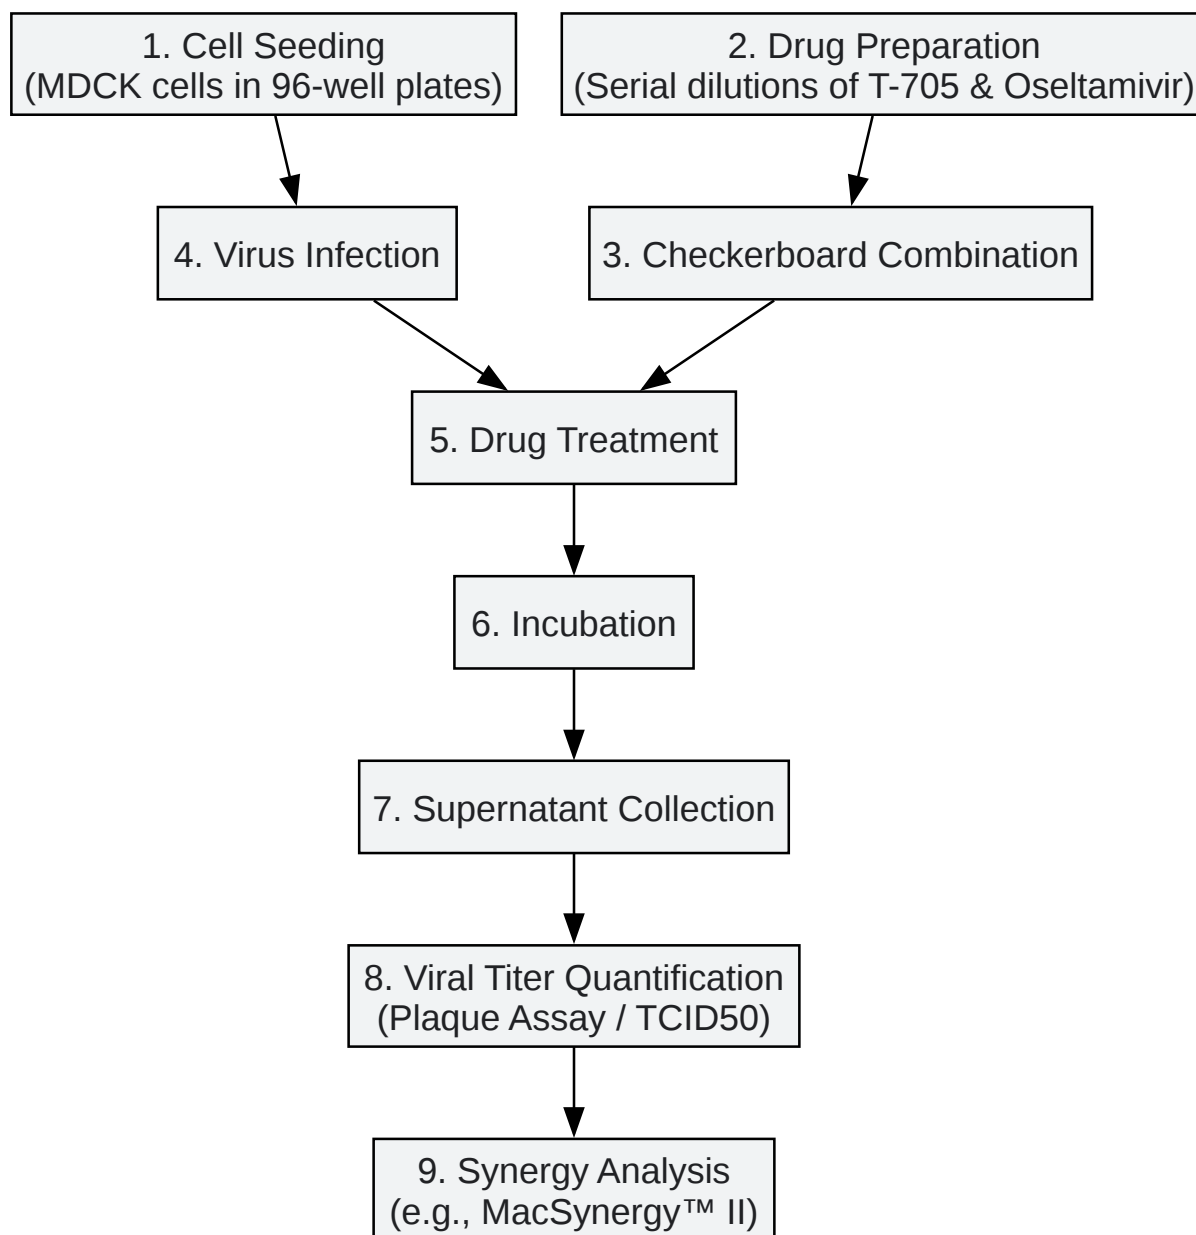 1. Cell Seeding
(MDCK cells in 96-well plates)
2. Drug Preparation
(Serial dilutions of T-705 & Oseltamivir)
4. Virus Infection
3. Checkerboard Combination
5. Drug Treatment
6. Incubation
7. Supernatant Collection
8. Viral Titer Quantification
(Plaque Assay / TCID50)
9. Synergy Analysis
(e.g., MacSynergy™ II)